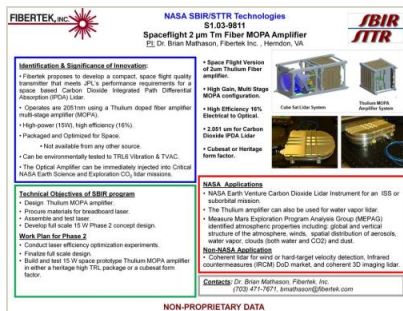 FIBERTEK, INC.
NASA SBIR/STTR Technologies
S1.03-9811
Spaceflight 2 µm Tm Fiber MOPA Amplifier
PI: Dr. Brian Mathason, Fibertek Inc. , Herndon, VA
SBIR
STTR
Identification & Significance of Innovation:
• Fibertek proposes to develop a compact, space flight quality
transmitter that meets JPL's performance requirements for a
space based Carbon Dioxide Integrated Path Differential
Absorption (IPDA) Lidar.
• Operates are 2051nm using a Thulium doped fiber amplifier
multi-stage amplifier (MOPA).
• High-power (15W), high efficiency (16%).
• Packaged and Optimized for Space.
• Not available from any other source.
• Can be environmentally tested to TRL6 Vibration & TVAC.
• The Optical Amplifier can be immediately injected into Critical
NASA Earth Science and Exploration CO2 lidar missions.
• Space Flight Version
of 2um Thulium Fiber
amplifier.
• High Gain, Multi Stage
MOPA configuration.
• High Efficiency 16%
Electrical to Optical.
• 2.051 um for Carbon
Dioxide IPDA Lidar
• Cubesat or Heritage
form factor.
Cube Sat Lidar System
Thulium MOPA
Amplifier System
Technical Objectives of SBIR program
• Design Thulium MOPA amplifier.
• Procure materials for breadboard laser.
• Assemble and test laser.
• Develop full scale 15 W Phase 2 concept design.
Work Plan for Phase 2
• Conduct laser efficiency optimization experiments.
• Finalize full scale design.
• Build and test 15 W space prototype Thulium MOPA amplifier
in either a heritage high TRL package or a cubesat form
factor.
NASA Applications
• NASA Earth Venture Carbon Dioxide Lidar Instrument for an ISS or
suborbital mission.
• The Thulium amplifier can also be used for water vapor lidar.
• Measure Mars Exploration Program Analysis Group (MEPAG)
identified atmospheric properties including: global and vertical
structure of the atmosphere, winds, spatial distribution of aerosols,
water vapor, clouds (both water and CO2) and dust.
Non-NASA Application
• Coherent lidar for wind or hard-target velocity detection, Infrared
countermeasures (IRCM) DoD market, and coherent 3D imaging lidar.
Contacts: Dr. Brian Mathason, Fibertek, Inc.
(703) 471-7671, bmathason@fibertek.com
NON-PROPRIETARY DATA